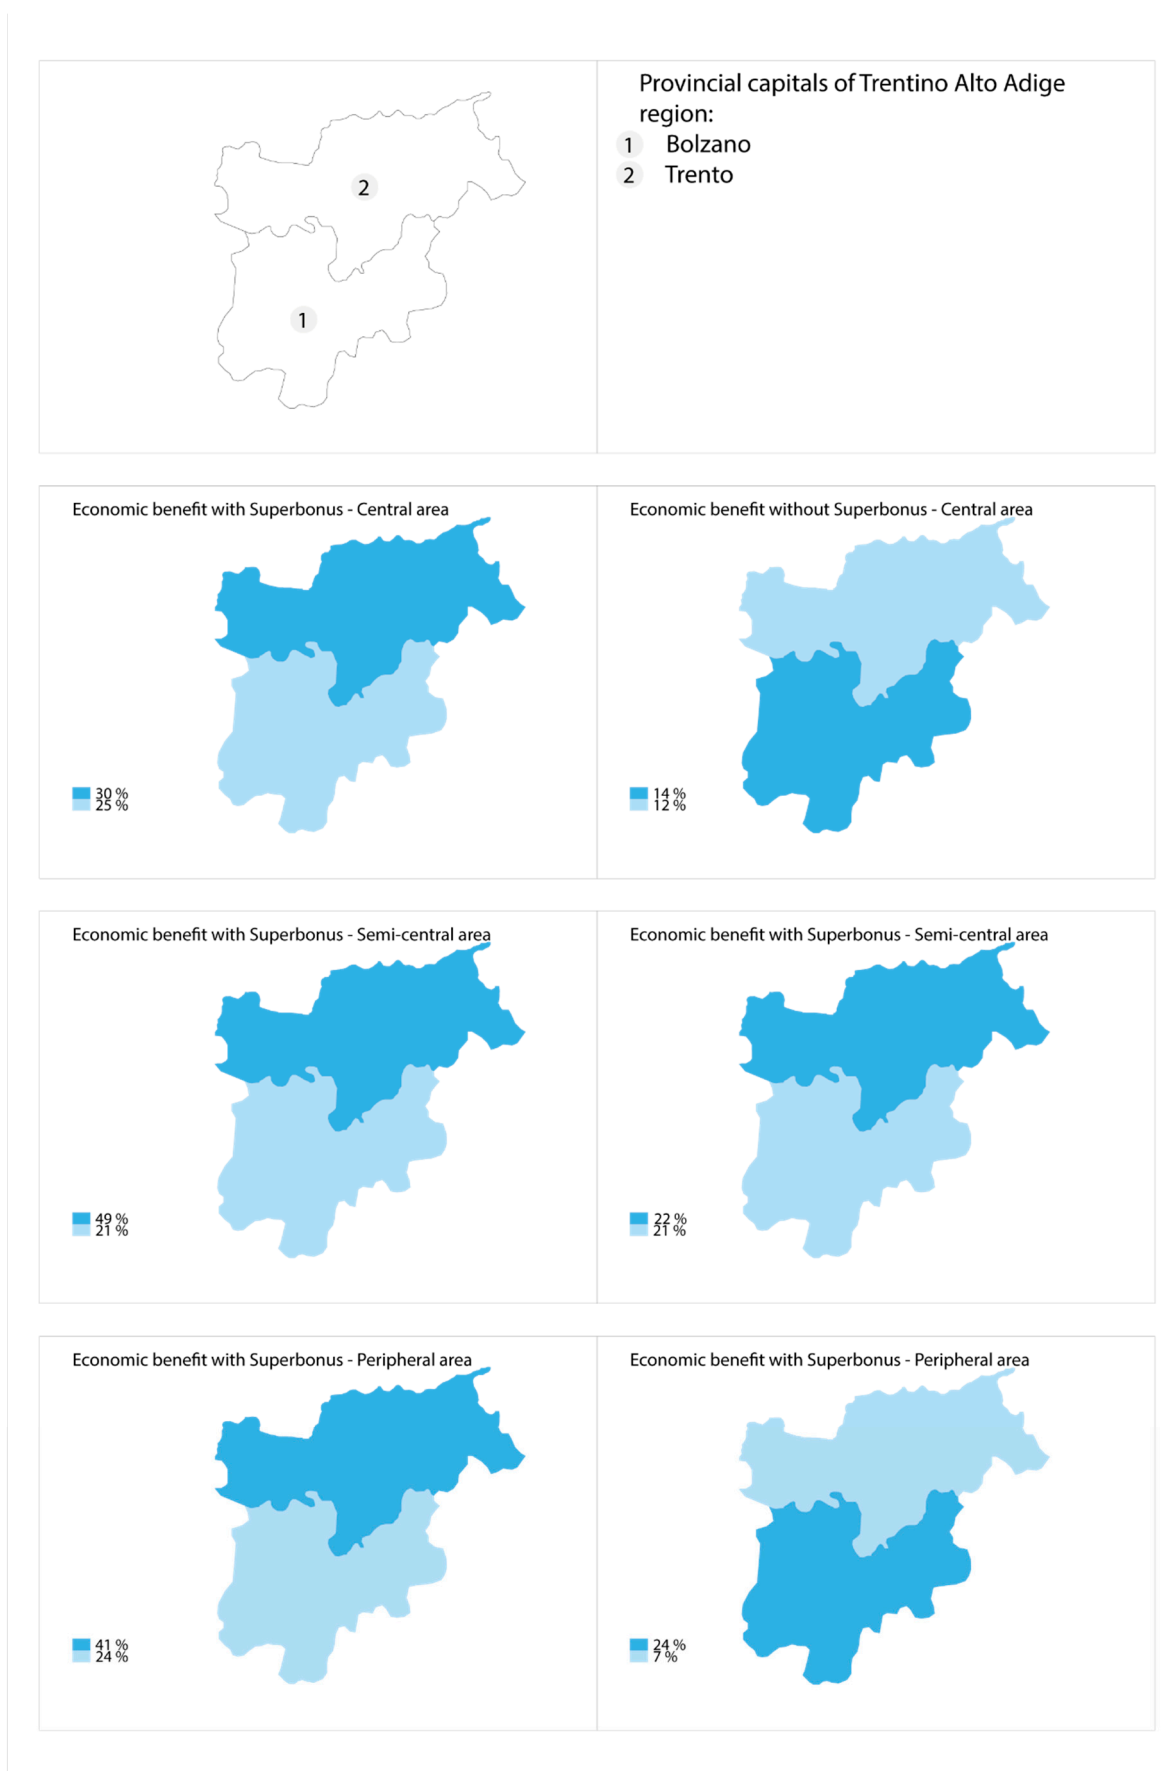 2
1
Provincial capitals of Trentino Alto Adige
region:
1 Bolzano
2 Trento
Economic benefit with Superbonus - Central area
30 %
25 %
Economic benefit without Superbonus - Central area
14 %
12 %
Economic benefit with Superbonus - Semi-central area
49 %
21 %
Economic benefit with Superbonus - Semi-central area
22 %
21 %
Economic benefit with Superbonus - Peripheral area
41 %
24 %
Economic benefit with Superbonus - Peripheral area
24 %
7 %